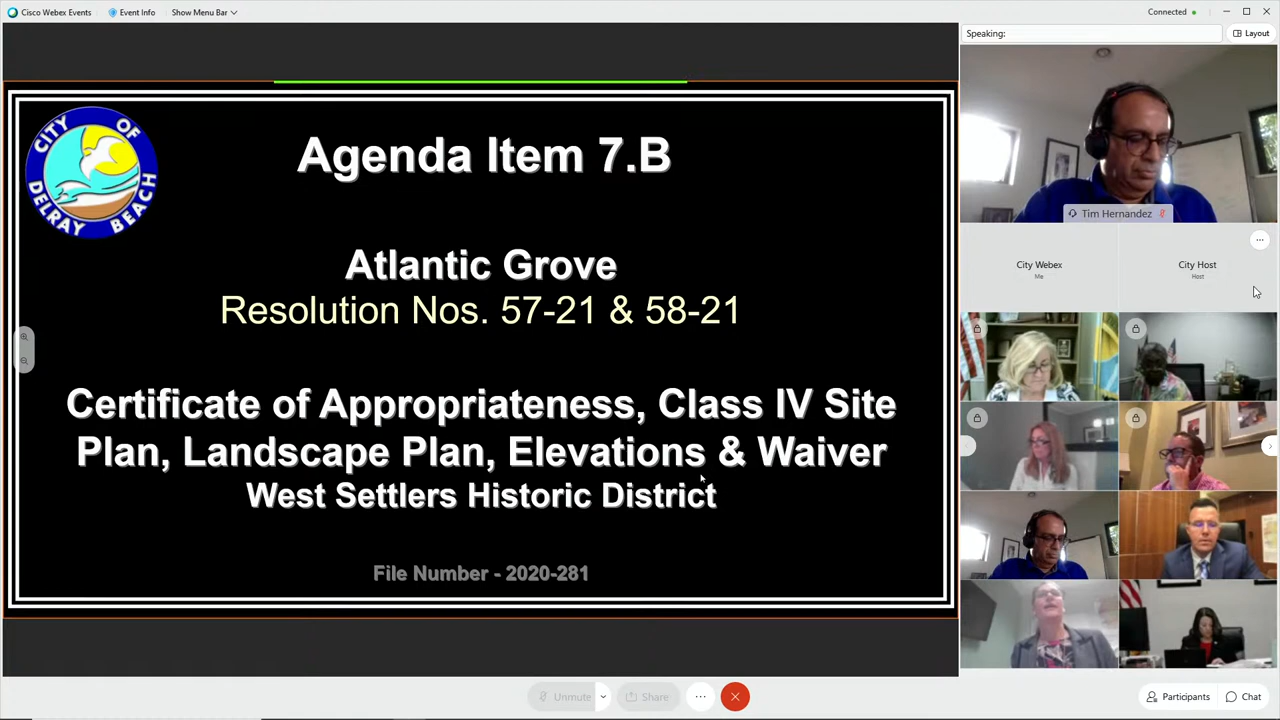 Cisco Webex Events
Event Info
Show Menu Bar
Connected
Speaking:
Layout
CITY OF DELRAY BEACH
Agenda Item 7.B
Atlantic Grove
Resolution Nos. 57-21 & 58-21
Certificate of Appropriateness, Class IV Site
Plan, Landscape Plan, Elevations & Waiver
West Settlers Historic District
File Number - 2020-281
Tim Hernandez
City Webex
Me
City Host
Host
Unmute
Share
Participants
Chat